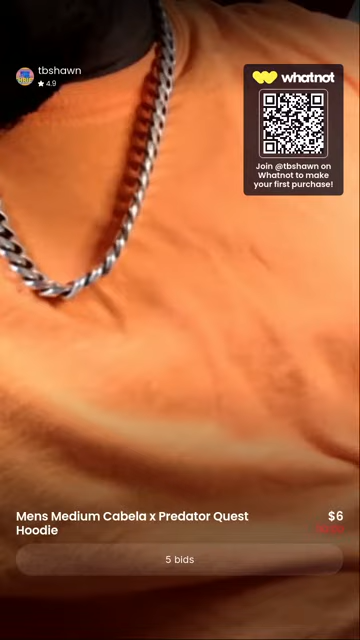 tbshawn
4.9
whatnot
Join @tbshawn on
Whatnot to make
your first purchase!
Mens Medium Cabela x Predator Quest
Hoodie
$6
5 bids